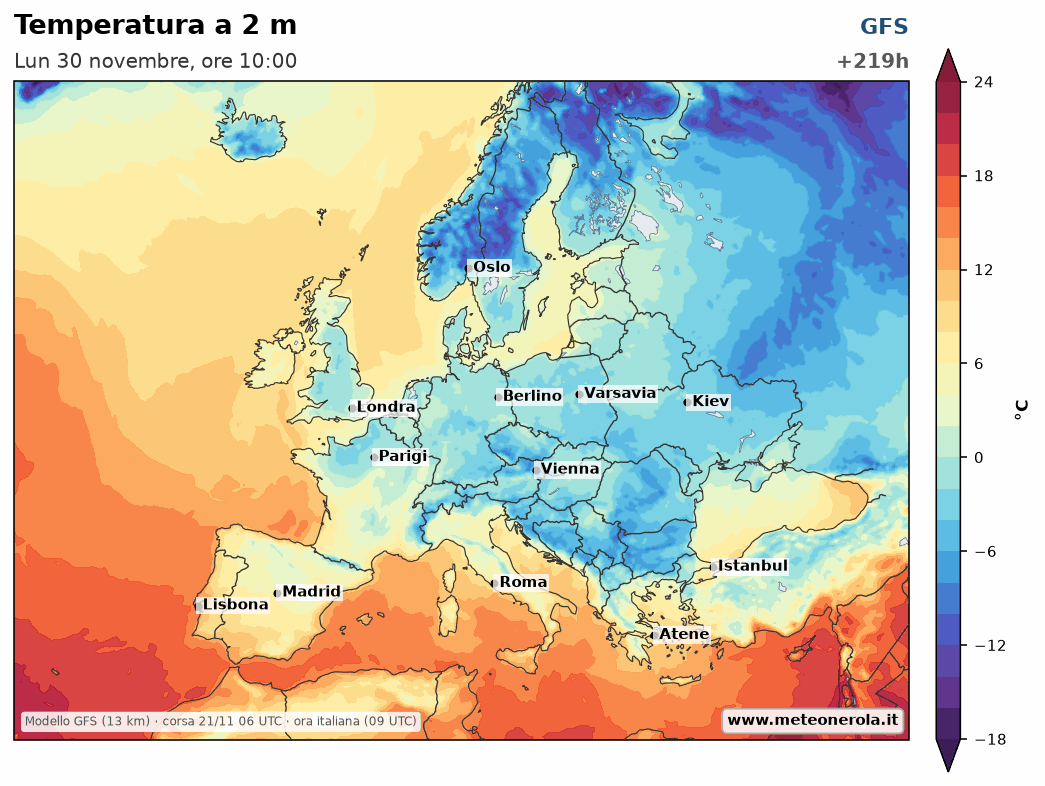 Temperatura a 2 m
GFS
Lun 30 novembre, ore 10:00
+219h
24
18
12
6
0
−6
−12
−18
°C
Oslo
Londra
Berlino
Varsavia
Kiev
Parigi
Vienna
Istanbul
Roma
Madrid
Lisbona
Atene
Modello GFS (13 km) · corsa 21/11 06 UTC · ora italiana (09 UTC)
www.meteonerola.it